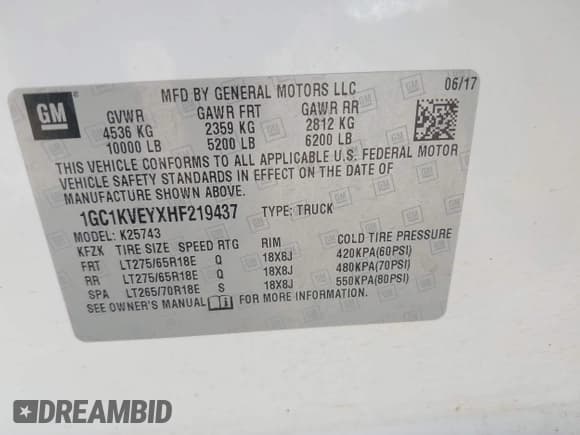 GM
MFD BY GENERAL MOTORS LLC 06/17
GVWR GAWR FRT GAWR RR
4536 KG 2359 KG 2812 KG
10000 LB 5200 LB 6200 LB
THIS VEHICLE CONFORMS TO ALL APPLICABLE U.S. FEDERAL MOTOR
VEHICLE SAFETY STANDARDS IN EFFECT ON THE DATE OF
MANUFACTURE SHOWN ABOVE.
1GC1KVEYXHF219437 TYPE: TRUCK
MODEL: K25743
KFZK TIRE SIZE SPEED RTG RIM COLD TIRE PRESSURE
FRT LT275/65R18E Q 18X8J 420KPA(60PSI)
RR LT275/65R18E Q 18X8J 480KPA(70PSI)
SPA LT265/70R18E S 18X8J 550KPA(80PSI)
SEE OWNER'S MANUAL FOR MORE INFORMATION.
DREAMBID